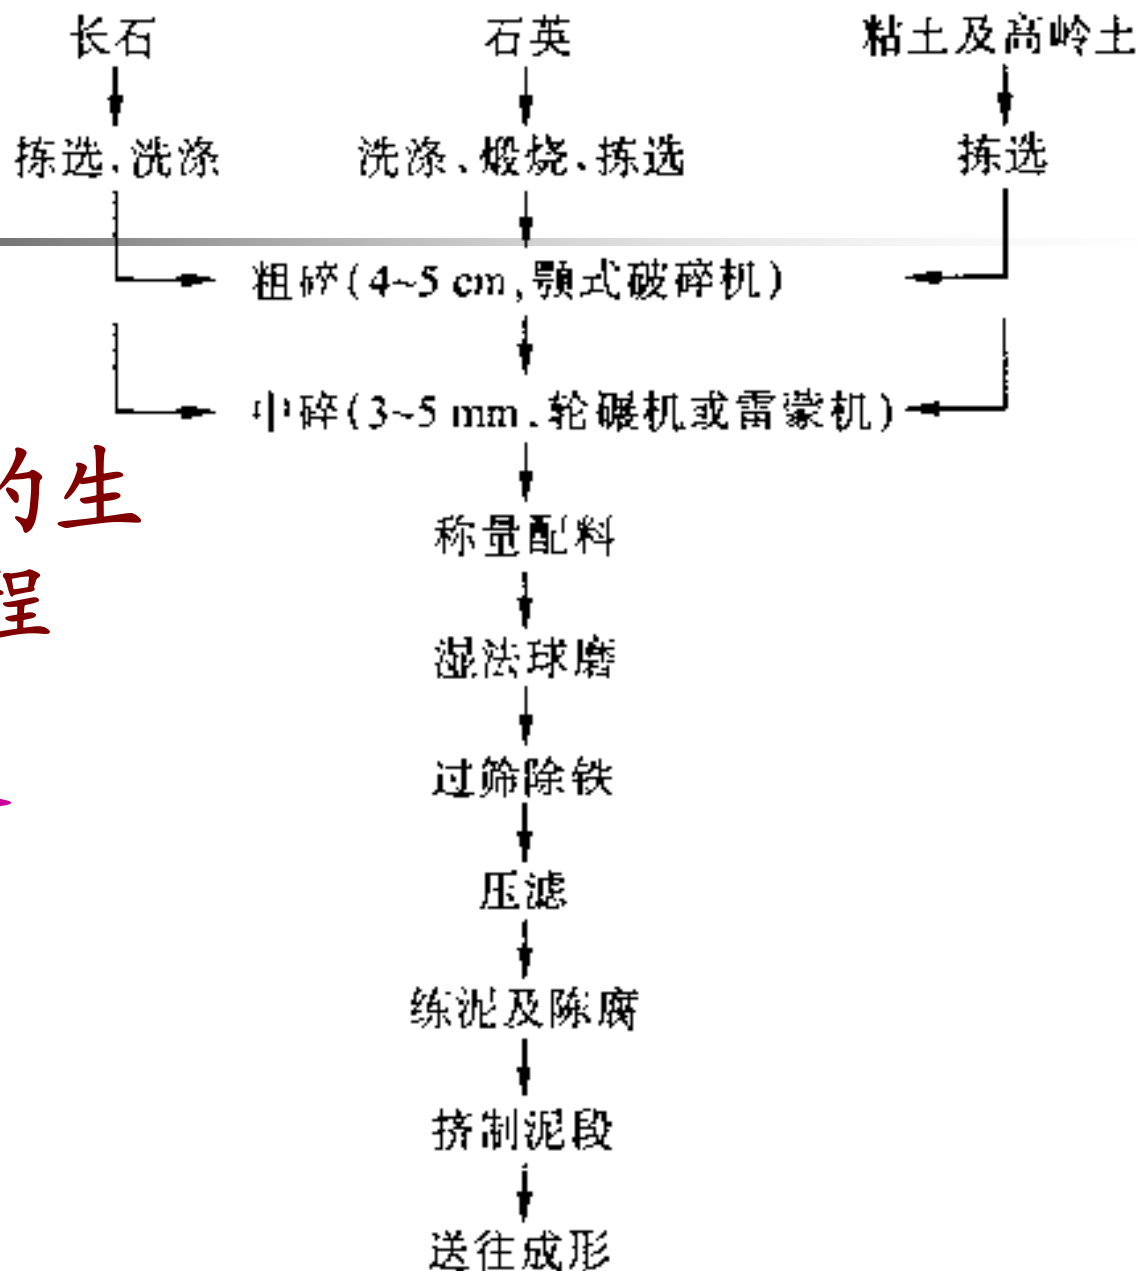 长石 石英 粘土及高岭土
拣选、洗涤 洗涤、煅烧、拣选 拣选
粗碎(4~5 cm,颚式破碎机)
中碎(3~5 mm、轮碾机或雷蒙机)
的生
称量配料
程
湿法球磨
过筛除铁
压滤
练泥及陈腐
挤制泥段
送往成形